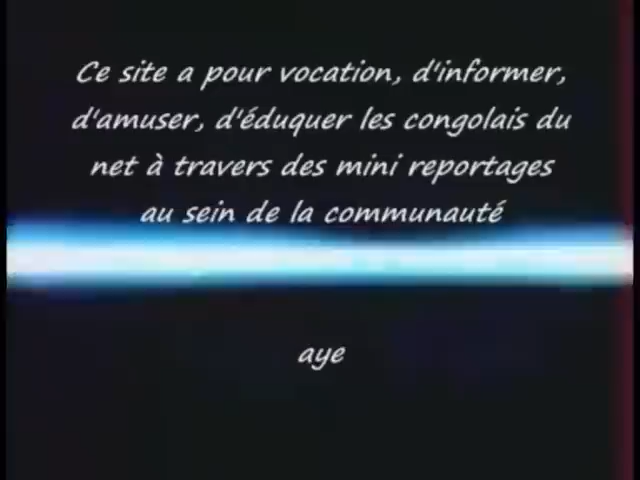 Ce site a pour vocation, d'informer,
d'amuser, d'éduquer les congolais du
net à travers des mini reportages
au sein de la communauté
aye